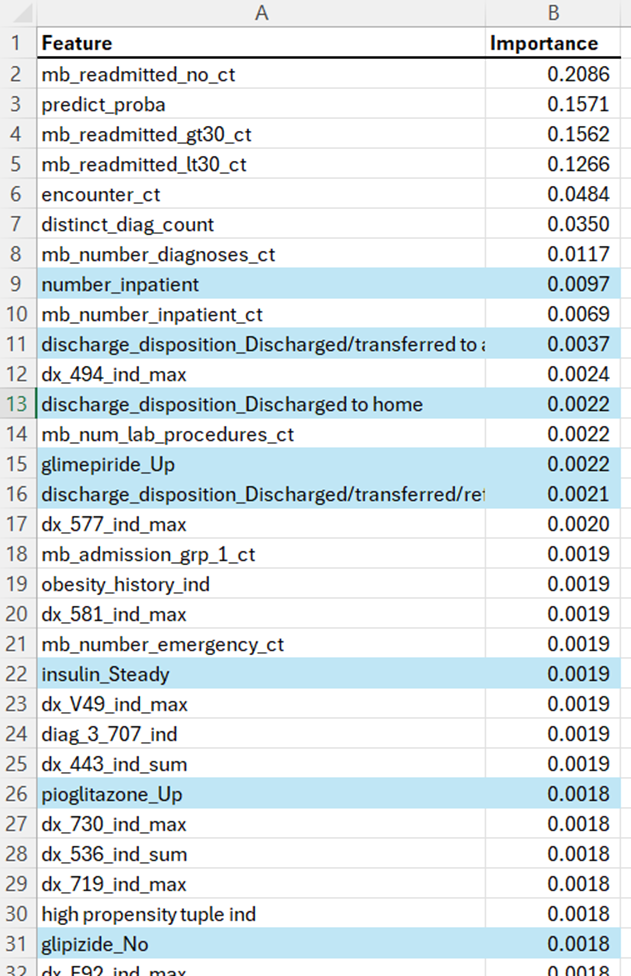 A B
1 Feature Importance
2 mb_readmitted_no_ct 0.2086
3 predict_proba 0.1571
4 mb_readmitted_gt30_ct 0.1562
5 mb_readmitted_lt30_ct 0.1266
6 encounter_ct 0.0484
7 distinct_diag_count 0.0350
8 mb_number_diagnoses_ct 0.0117
9 number_inpatient 0.0097
10 mb_number_inpatient_ct 0.0069
11 discharge_disposition_Discharged/transferred to 0.0037
12 dx_494_ind_max 0.0024
13 discharge_disposition_Discharged to home 0.0022
14 mb_num_lab_procedures_ct 0.0022
15 glimepiride_Up 0.0022
16 discharge_disposition_Discharged/transferred/ref 0.0021
17 dx_577_ind_max 0.0020
18 mb_admission_grp_1_ct 0.0019
19 obesity_history_ind 0.0019
20 dx_581_ind_max 0.0019
21 mb_number_emergency_ct 0.0019
22 insulin_Steady 0.0019
23 dx_V49_ind_max 0.0019
24 diag_3_707_ind 0.0019
25 dx_443_ind_sum 0.0019
26 pioglitazone_Up 0.0018
27 dx_730_ind_max 0.0018
28 dx_536_ind_sum 0.0018
29 dx_719_ind_max 0.0018
30 high propensity tuple ind 0.0018
31 glipizide_No 0.0018
32 0.0018